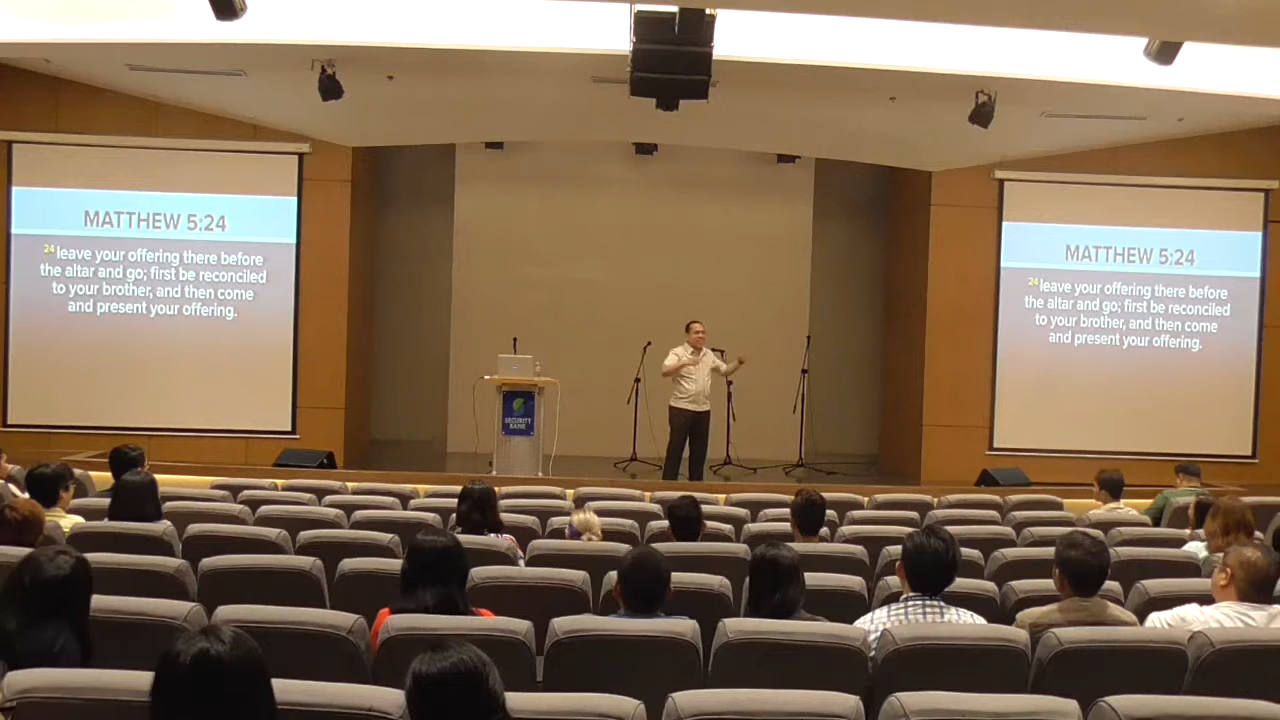 MATTHEW 5:24
24 leave your offering there before
the altar and go; first be reconciled
to your brother, and then come
and present your offering.
SECURITY
BANK
MATTHEW 5:24
24 leave your offering there before
the altar and go; first be reconciled
to your brother, and then come
and present your offering.